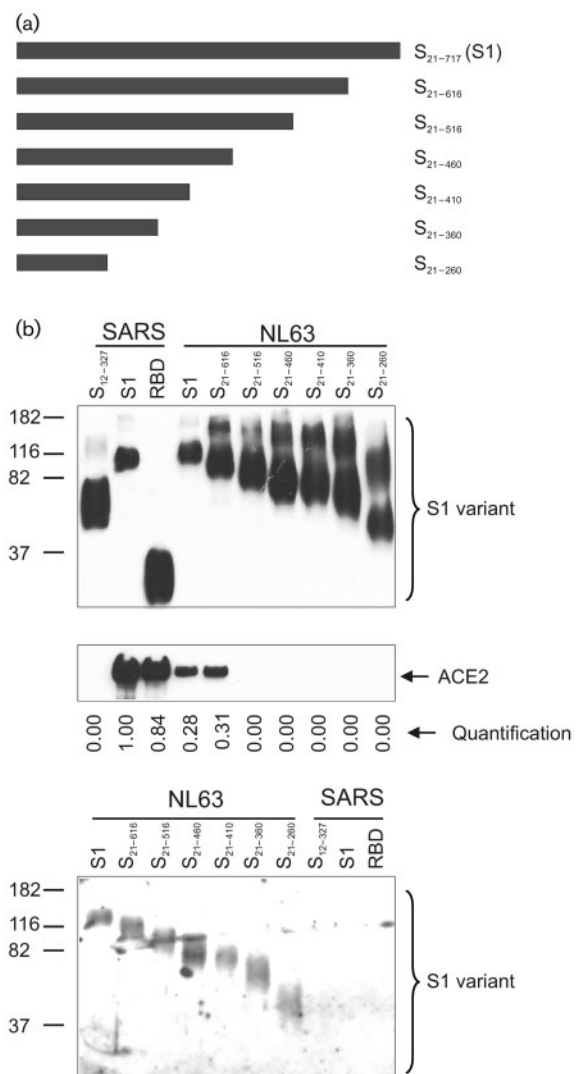 (a)
S21–717 (S1)
S21–616
S21–516
S21–460
S21–410
S21–360
S21–260
(b)
SARS NL63
S12–327 S1 RBD S1 S21–616 S21–516 S21–460 S21–410 S21–360 S21–260
182
116
82
37
S1 variant
ACE2
0.00 1.00 0.84 0.28 0.31 0.00 0.00 0.00 0.00 0.00
Quantification
NL63 SARS
S1 S21–616 S21–516 S21–460 S21–410 S21–360 S21–260 S12–327 S1 RBD
182
116
82
37
S1 variant